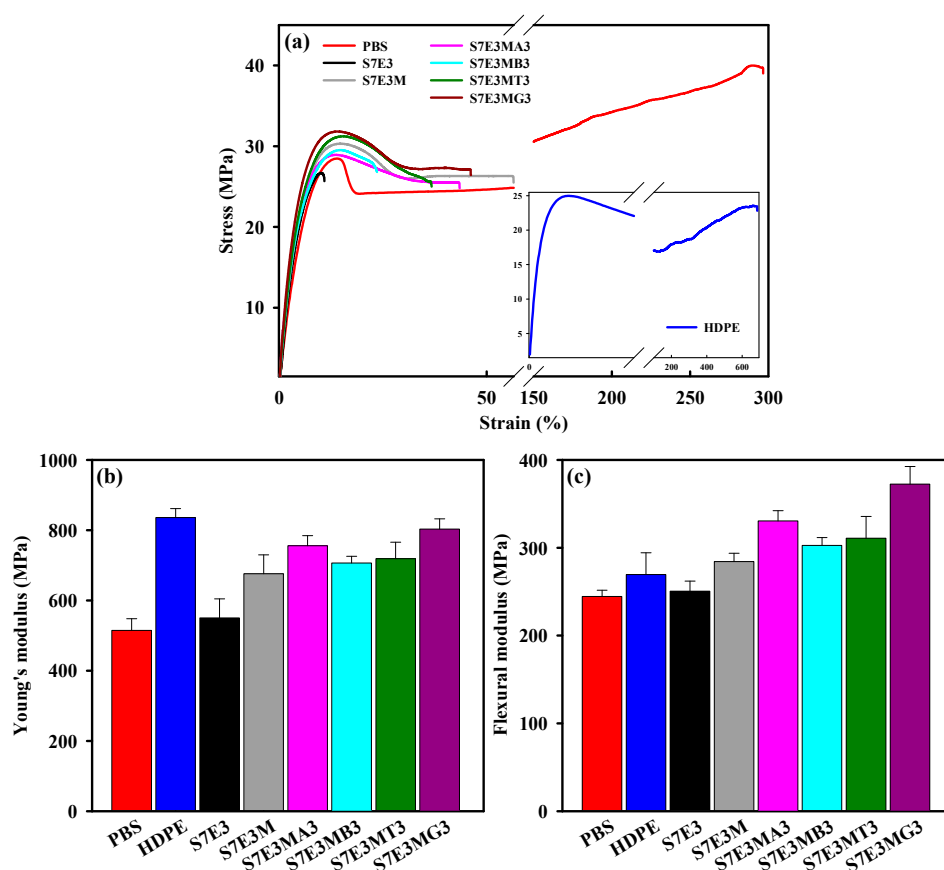 (a)
PBS
S7E3
S7E3M
S7E3MA3
S7E3MB3
S7E3MT3
S7E3MG3
Stress (MPa)
40
30
20
10
0
50
150
200
250
300
Strain (%)
25
20
15
10
5
0
200
400
600
HDPE
(b)
Young's modulus (MPa)
1000
800
600
400
200
0
PBS
HDPE
S7E3
S7E3M
S7E3MA3
S7E3MB3
S7E3MT3
S7E3MG3
(c)
Flexural modulus (MPa)
400
300
200
100
0
PBS
HDPE
S7E3
S7E3M
S7E3MA3
S7E3MB3
S7E3MT3
S7E3MG3